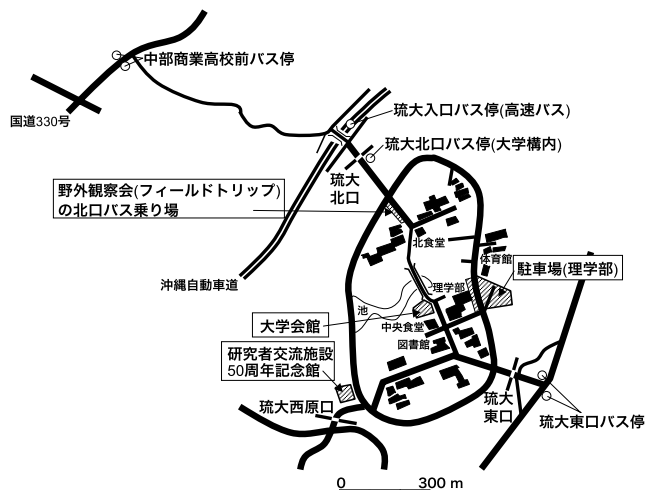 中部商業高校前バス停
国道330号
琉大入口バス停(高速バス)
琉大北口バス停(大学構内)
琉大
北口
野外観察会(フィールドトリップ)
の北口バス乗り場
北食堂
体育館
駐車場(理学部)
沖縄自動車道
理学部
池
大学会館
中央食堂
図書館
研究者交流施設
50周年記念館
琉大西原口
琉大
東口
琉大東口バス停
0 300 m